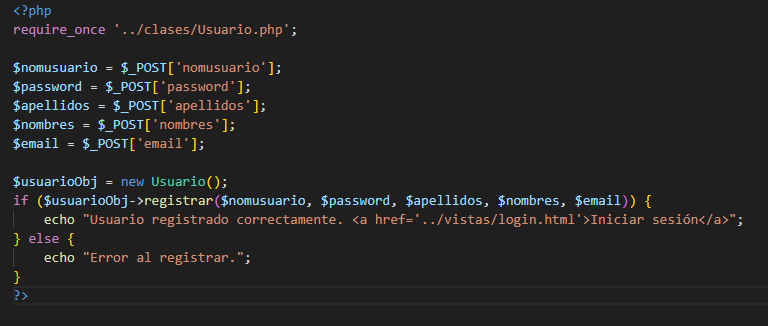 <?php
require_once '../clases/Usuario.php';
$nomusuario = $_POST['nomusuario'];
$password = $_POST['password'];
$apellidos = $_POST['apellidos'];
$nombres = $_POST['nombres'];
$email = $_POST['email'];
$usuarioObj = new Usuario();
if ($usuarioObj->registrar($nomusuario, $password, $apellidos, $nombres, $email)) {
    echo "Usuario registrado correctamente. <a href='../vistas/login.html'>Iniciar sesión</a>";
} else {
    echo "Error al registrar.";
}
?>